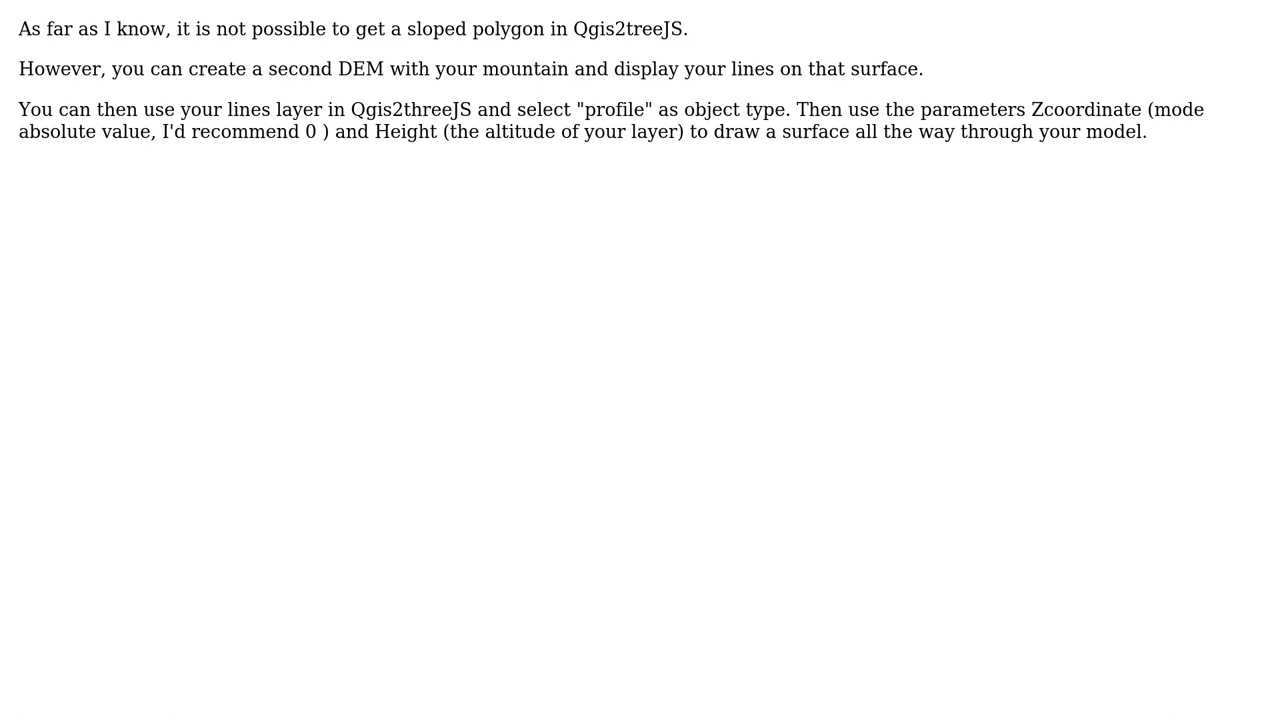 As far as I know, it is not possible to get a sloped polygon in Qgis2treeJS.
However, you can create a second DEM with your mountain and display your lines on that surface.
You can then use your lines layer in Qgis2threeJS and select "profile" as object type. Then use the parameters Zcoordinate (mode
absolute value, I'd recommend 0 ) and Height (the altitude of your layer) to draw a surface all the way through your model.